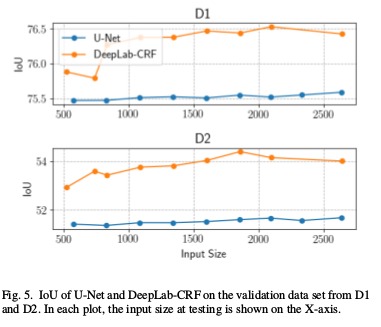 D1
76.5
76.0
75.5
IoU
U-Net
DeepLab-CRF
500
1000
1500
2000
2500
D2
54
52
IoU
500
1000
1500
2000
2500
Input Size
Fig. 5. IoU of U-Net and DeepLab-CRF on the validation data set from D1
and D2. In each plot, the input size at testing is shown on the X-axis.